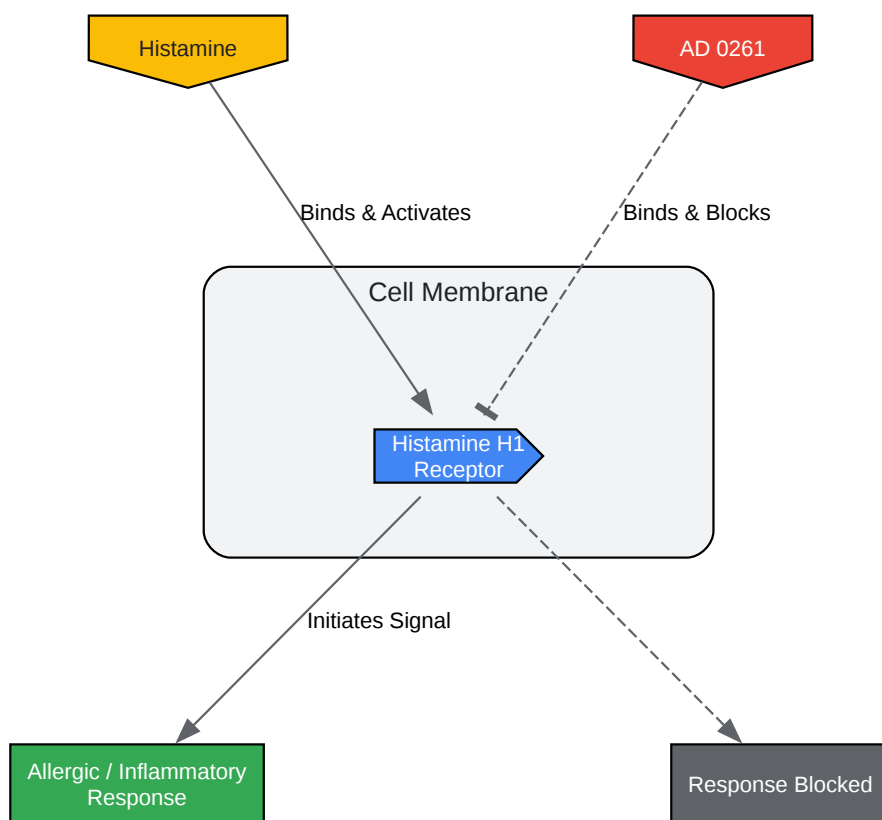 Histamine
AD 0261
Binds & Activates
Binds & Blocks
Cell Membrane
Histamine H1
Receptor
Initiates Signal
Allergic / Inflammatory
Response
Response Blocked